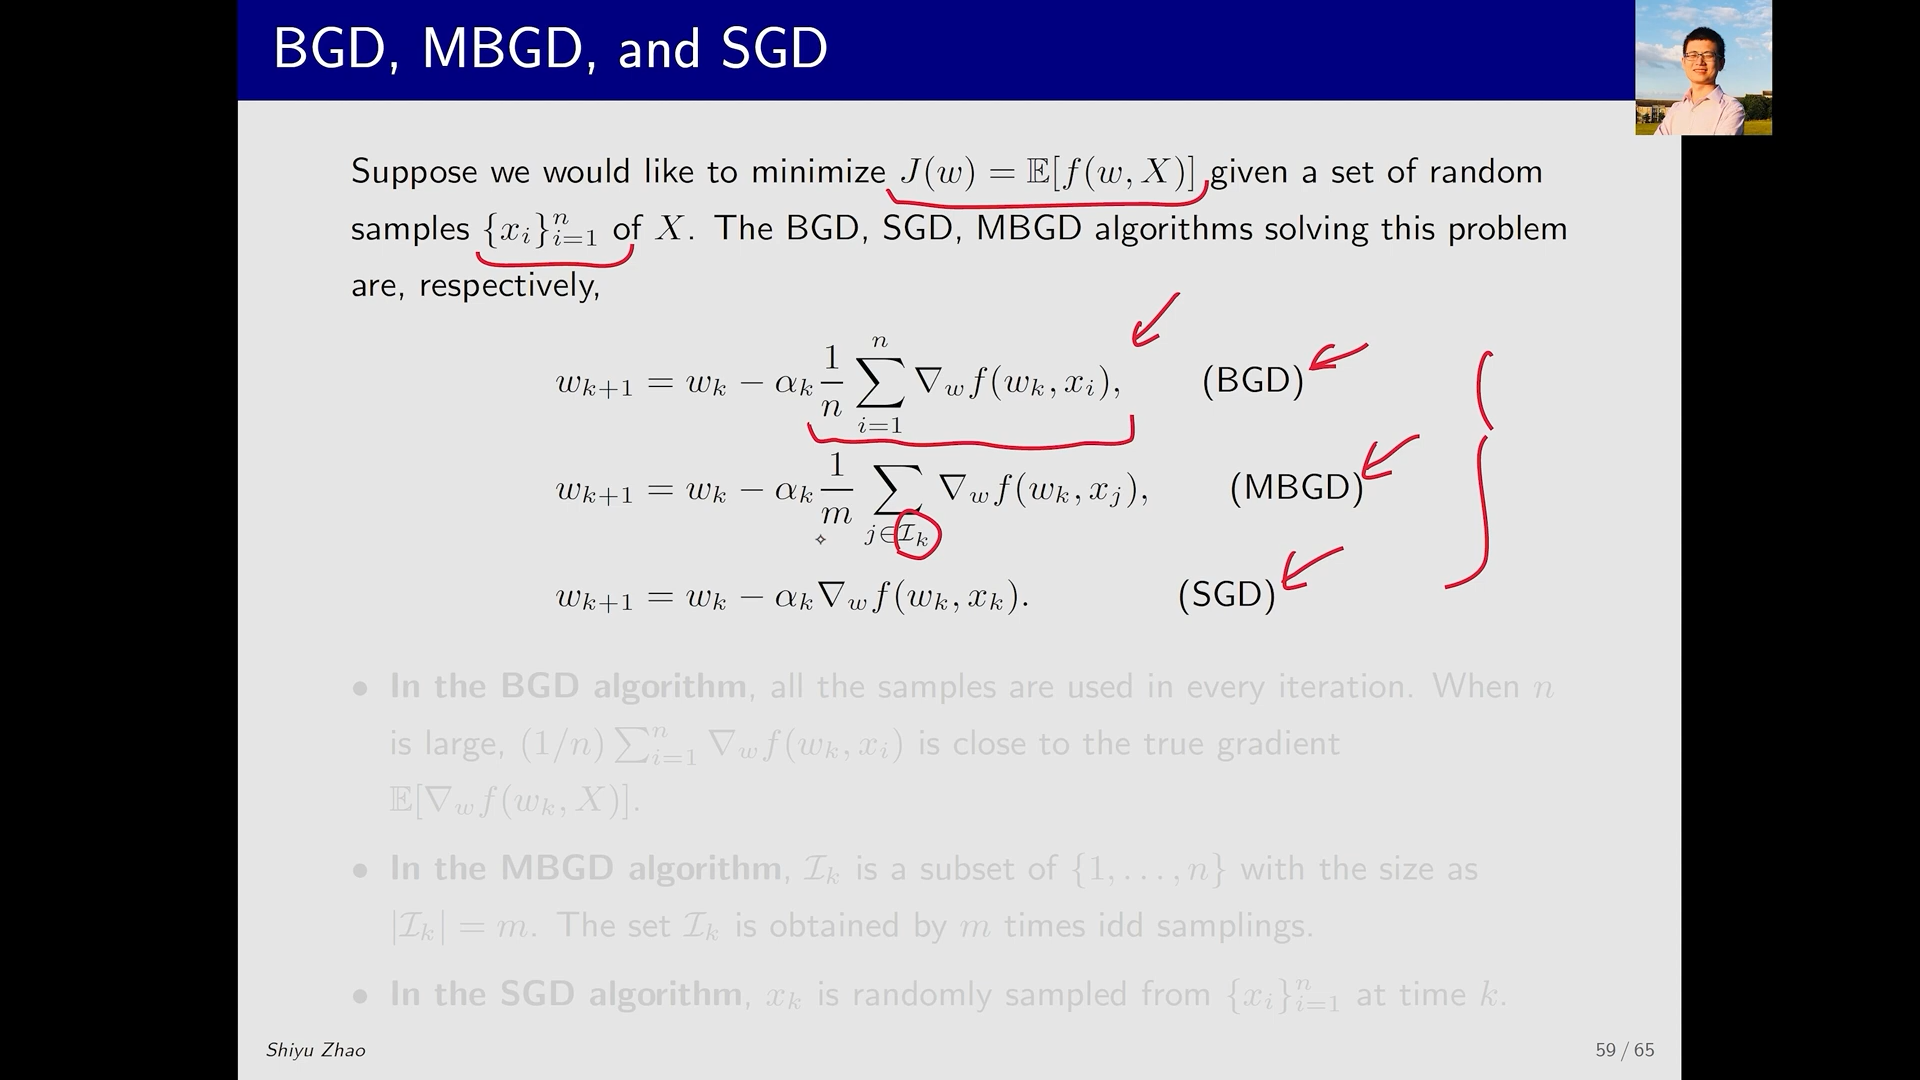 BGD, MBGD, and SGD
Suppose we would like to minimize J(w) = 𝔼[f(w, X)] given a set of random
samples {x_i}_{i=1}^n of X. The BGD, SGD, MBGD algorithms solving this problem
are, respectively,
w_{k+1} = w_k − α_k \frac{1}{n} ∑_{i=1}^{n} ∇_w f(w_k, x_i), (BGD)
w_{k+1} = w_k − α_k \frac{1}{m} ∑_{j∈ℐ_k} ∇_w f(w_k, x_j), (MBGD)
w_{k+1} = w_k − α_k ∇_w f(w_k, x_k). (SGD)
• In the BGD algorithm, all the samples are used in every iteration. When n
is large, (1/n) ∑_{i=1}^n ∇_w f(w_k, x_i) is close to the true gradient
𝔼[∇_w f(w_k, X)].
• In the MBGD algorithm, ℐ_k is a subset of {1, . . . , n} with the size as
|ℐ_k| = m. The set ℐ_k is obtained by m times idd samplings.
• In the SGD algorithm, x_k is randomly sampled from {x_i}_{i=1}^n at time k.
Shiyu Zhao
59 / 65